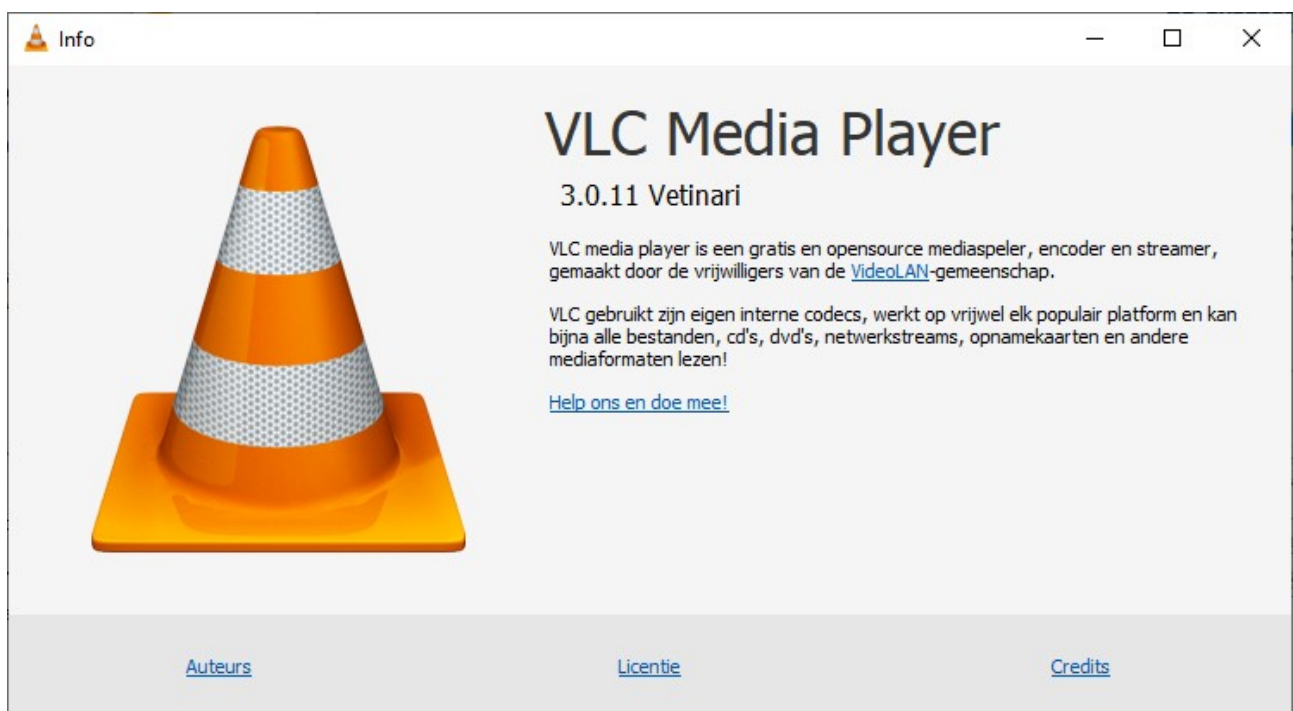 Info
VLC Media Player
3.0.11 Vetinari
VLC media player is een gratis en opensource mediaspeler, encoder en streamer,
gemaakt door de vrijwilligers van de VideoLAN-gemeenschap.
VLC gebruikt zijn eigen interne codecs, werkt op vrijwel elk populair platform en kan
bijna alle bestanden, cd's, dvd's, netwerkstreams, opnamekaarten en andere
mediaformaten lezen!
Help ons en doe mee!
Auteurs
Licentie
Credits